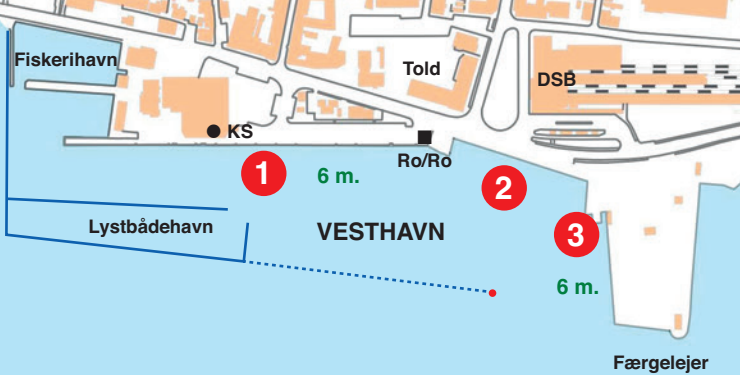 Fiskerihavn
Told
DSB
KS
Ro/Ro
1
6 m.
2
Lystbådehavn
VESTHAVN
3
6 m.
Færgelejer